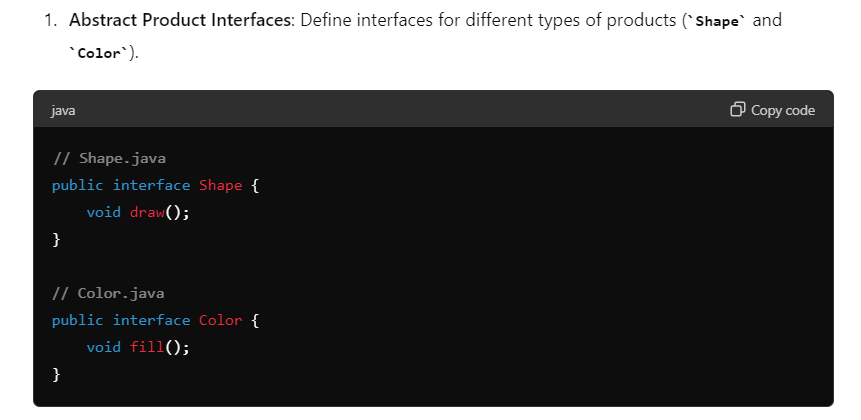 1. Abstract Product Interfaces: Define interfaces for different types of products (`Shape` and
`Color`).
java
Copy code
// Shape.java
public interface Shape {
    void draw();
}
// Color.java
public interface Color {
    void fill();
}